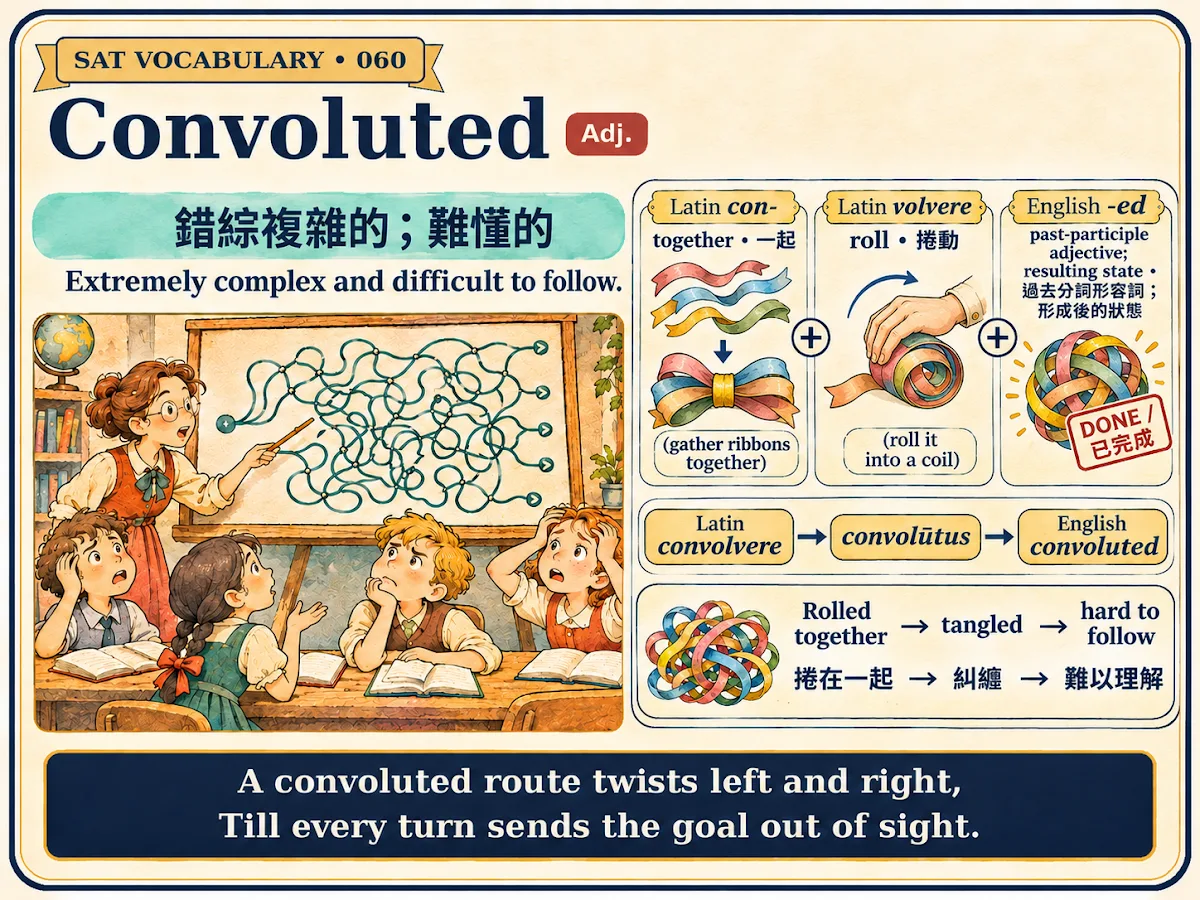 SAT VOCABULARY • 060
Convoluted
Adj.
錯綜複雜的；難懂的
Extremely complex and difficult to follow.
Latin con-
together • 一起
(gather ribbons
together)
+
Latin volvere
roll • 捲動
(roll it
into a coil)
+
English -ed
past-participle
adjective;
resulting state •
過去分詞形容詞；
形成後的狀態
DONE /
已完成
Latin
convolvere
→
convolūtus
→
English
convoluted
Rolled
together
→ tangled →
hard to
follow
捲在一起 → 糾纏 → 難以理解
A convoluted route twists left and right,
Till every turn sends the goal out of sight.